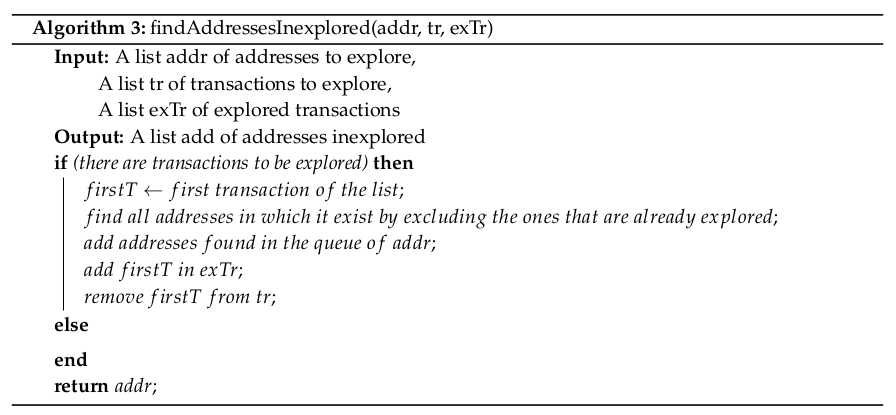 Algorithm 3: findAddressesInexplored(addr, tr, exTr)
Input: A list addr of addresses to explore,
A list tr of transactions to explore,
A list exTr of explored transactions
Output: A list add of addresses inexplored
if (there are transactions to be explored) then
firstT ← first transaction of the list;
find all addresses in which it exist by excluding the ones that are already explored;
add addresses found in the queue of addr;
add firstT in exTr;
remove firstT from tr;
else
end
return addr;